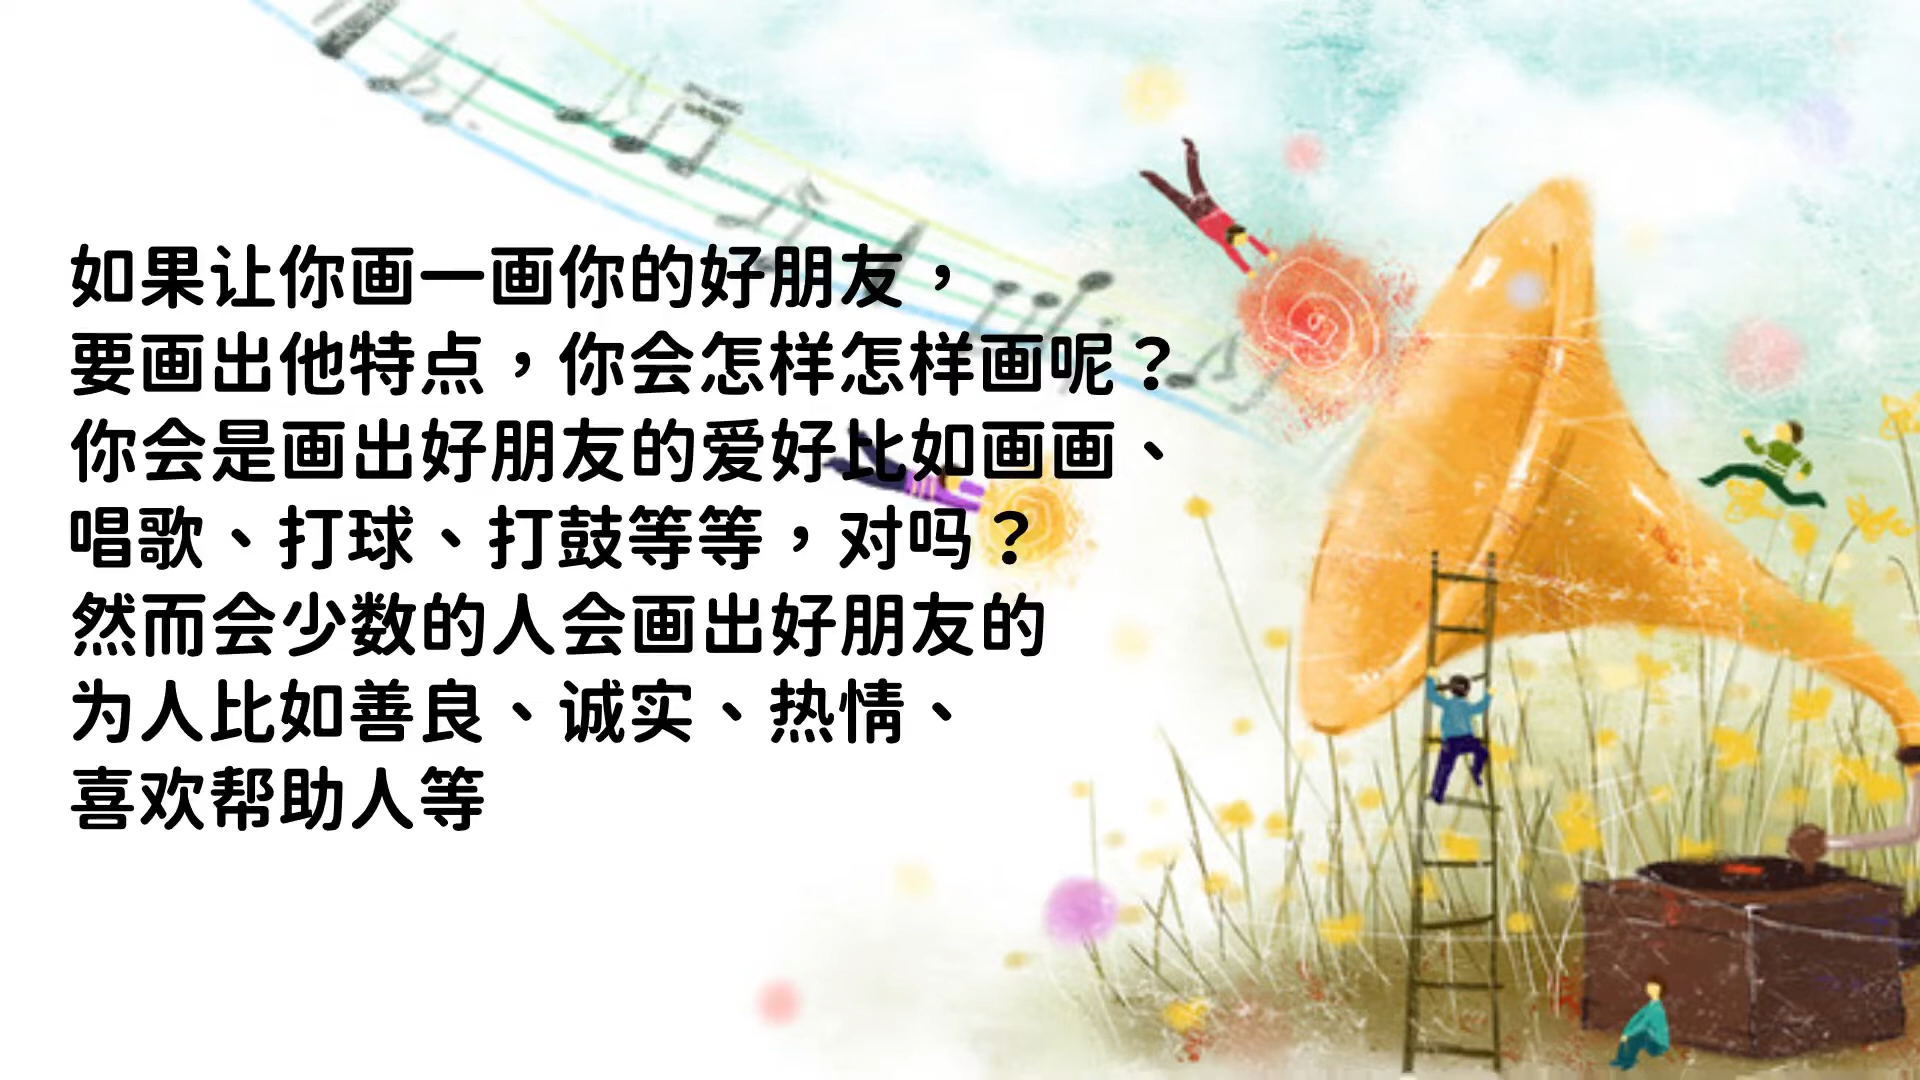 如果让你画一画你的好朋友，
要画出他特点，你会怎样怎样画呢？
你会是画出好朋友的爱好比如画画、
唱歌、打球、打鼓等等，对吗？
然而会少数的人会画出好朋友的
为人比如善良、诚实、热情、
喜欢帮助人等